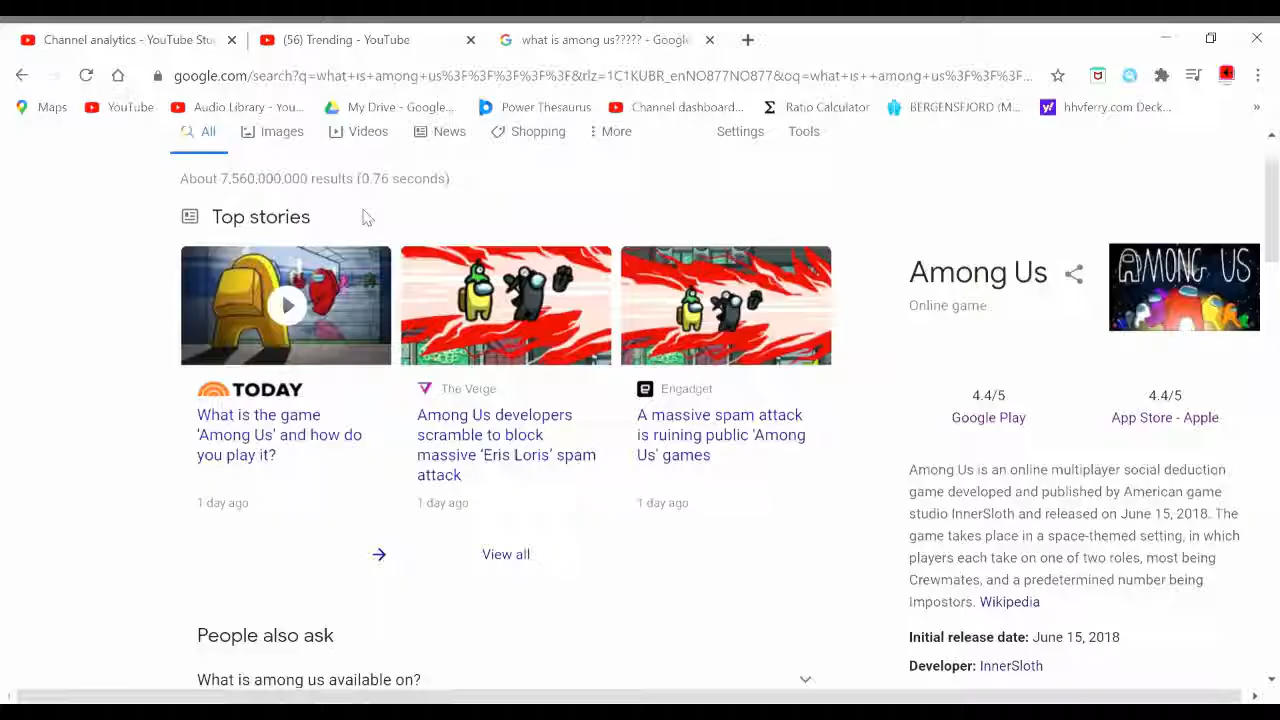 Channel analytics - YouTube Stu
(56) Trending - YouTube
what is among us????? - Google
google.com/search?q=what+is+among+us%3F%3F%3F%3F%3F&rlz=1C1KUBR_enNO877NO877&oq=what+is++among+us%3F%3F%3F...
Maps
YouTube
Audio Library - You...
My Drive - Google...
Power Thesaurus
Channel dashboard...
Ratio Calculator
BERGENSFJORD (M...
hhvferry.com Deck...
»
All
Images
Videos
News
Shopping
More
Settings
Tools
About 7,560,000,000 results (0.76 seconds)
Top stories
TODAY
What is the game
'Among Us' and how do
you play it?
1 day ago
The Verge
Among Us developers
scramble to block
massive 'Eris Loris' spam
attack
1 day ago
Engadget
A massive spam attack
is ruining public 'Among
Us' games
1 day ago
View all
People also ask
What is among us available on?
Among Us
Online game
AMONG US
4.4/5
Google Play
4.4/5
App Store - Apple
Among Us is an online multiplayer social deduction
game developed and published by American game
studio InnerSloth and released on June 15, 2018. The
game takes place in a space-themed setting, in which
players each take on one of two roles, most being
Crewmates, and a predetermined number being
Impostors. Wikipedia
Initial release date: June 15, 2018
Developer: InnerSloth